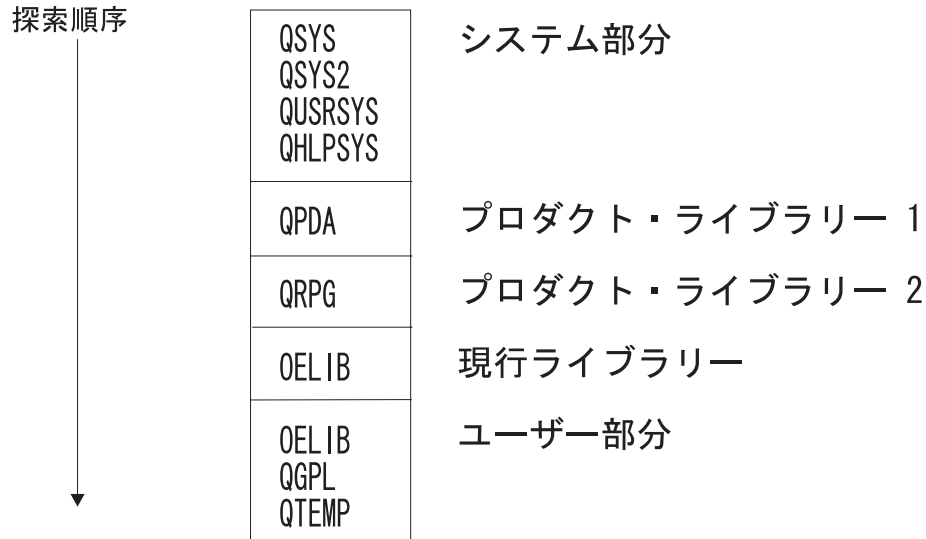 探索順序
QSYS システム部分
QSYS2
QUSRSYS
QHLPSYS
QPDA プロダクト・ライブラリー 1
QRPG プロダクト・ライブラリー 2
OELIB 現行ライブラリー
OELIB ユーザー部分
QGPL
QTEMP